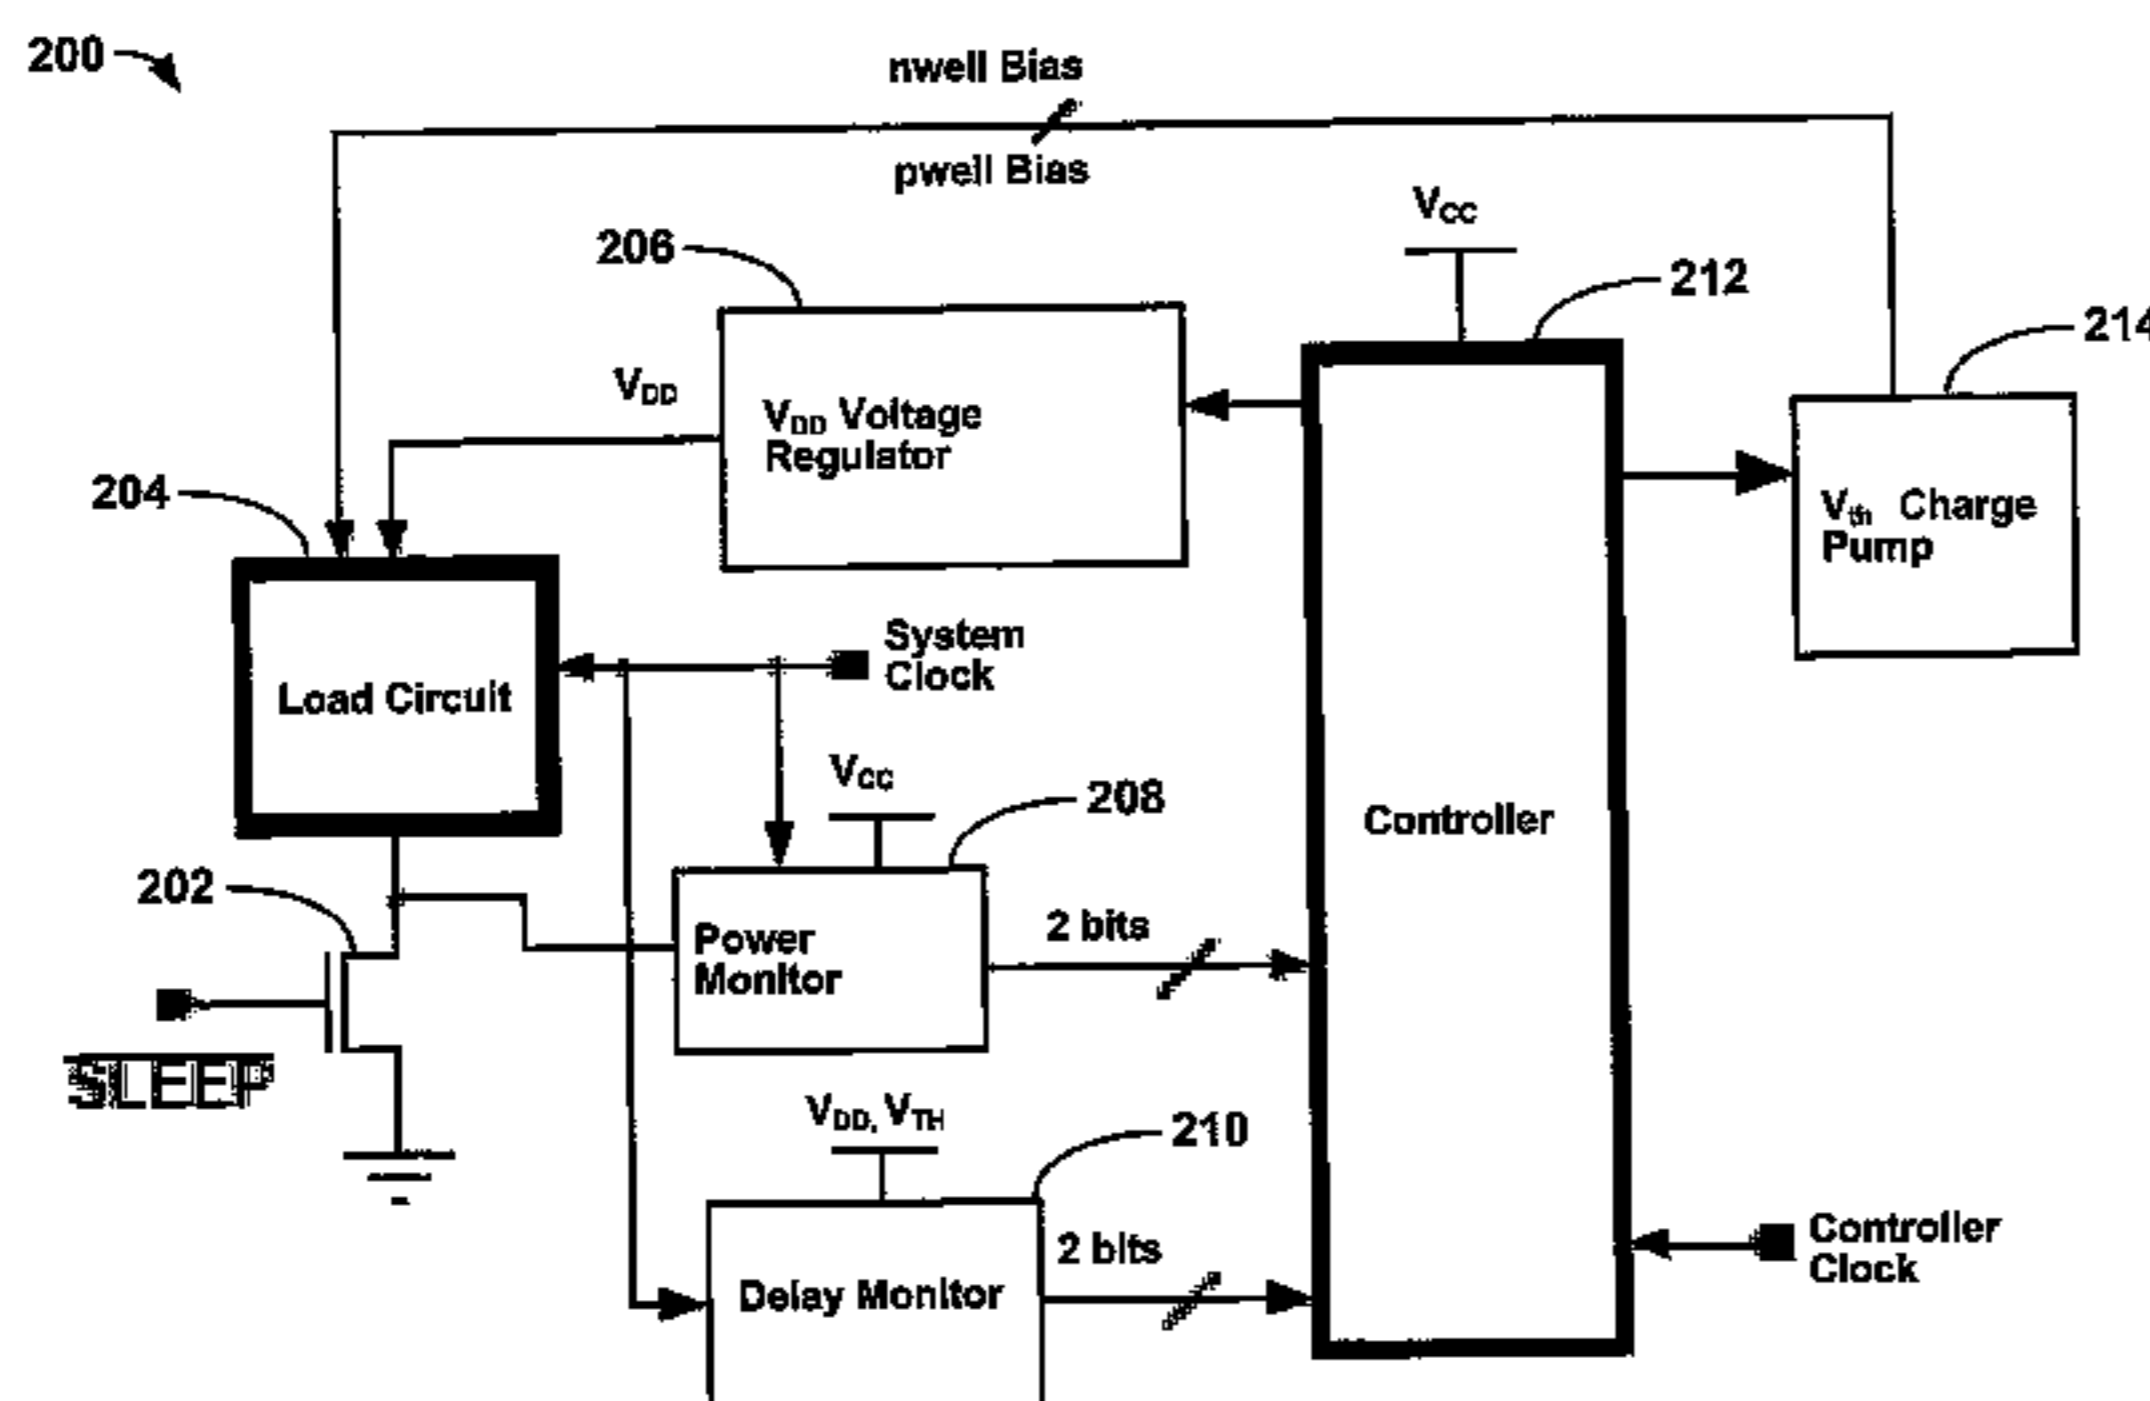 200
nwell Bias
pwell Bias
VCC
206
212
214
VDD
VDD Voltage
Regulator
204
Vth Charge
Pump
System
Clock
Load Circuit
VCC
208
Controller
202
2 bits
Power
Monitor
SLEEP
VDD, VTH
210
2 bits
Controller
Clock
Delay Monitor